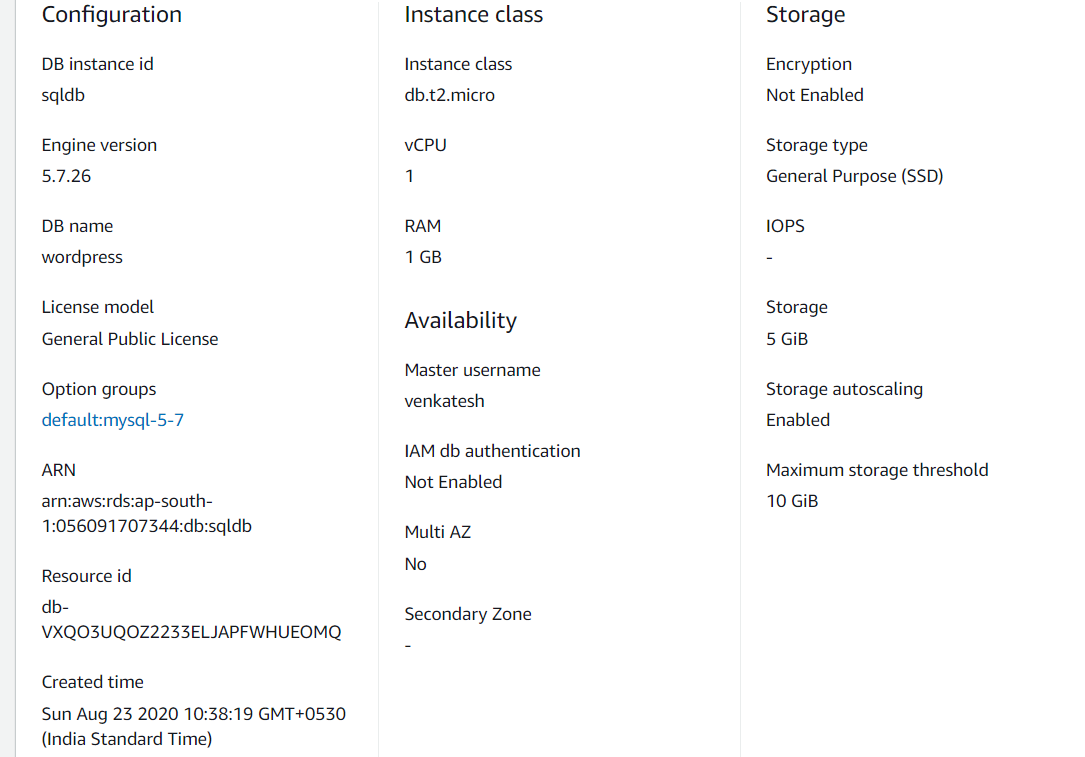 Configuration
DB instance id
sqldb
Engine version
5.7.26
DB name
wordpress
License model
General Public License
Option groups
default:mysql-5-7
ARN
arn:aws:rds:ap-south-
1:056091707344:db:sqldb
Resource id
db-
VXQO3UQOZ2233ELJAPFWHUEOMQ
Created time
Sun Aug 23 2020 10:38:19 GMT+0530
(India Standard Time)
Instance class
Instance class
db.t2.micro
vCPU
1
RAM
1 GB
Availability
Master username
venkatesh
IAM db authentication
Not Enabled
Multi AZ
No
Secondary Zone
-
Storage
Encryption
Not Enabled
Storage type
General Purpose (SSD)
IOPS
-
Storage
5 GiB
Storage autoscaling
Enabled
Maximum storage threshold
10 GiB